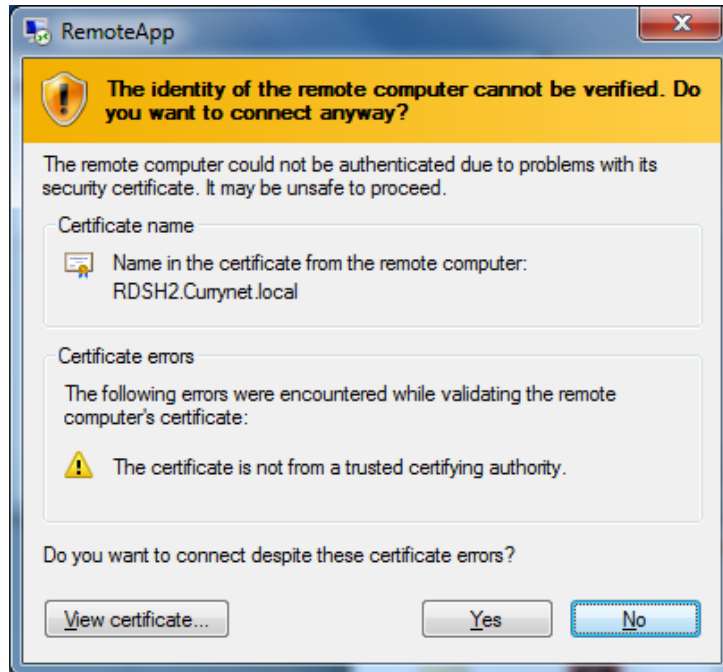 RemoteApp
The identity of the remote computer cannot be verified. Do
you want to connect anyway?
The remote computer could not be authenticated due to problems with its
security certificate. It may be unsafe to proceed.
Certificate name
Name in the certificate from the remote computer:
RDSH2.Currynet.local
Certificate errors
The following errors were encountered while validating the remote
computer's certificate:
The certificate is not from a trusted certifying authority.
Do you want to connect despite these certificate errors?
View certificate... Yes No